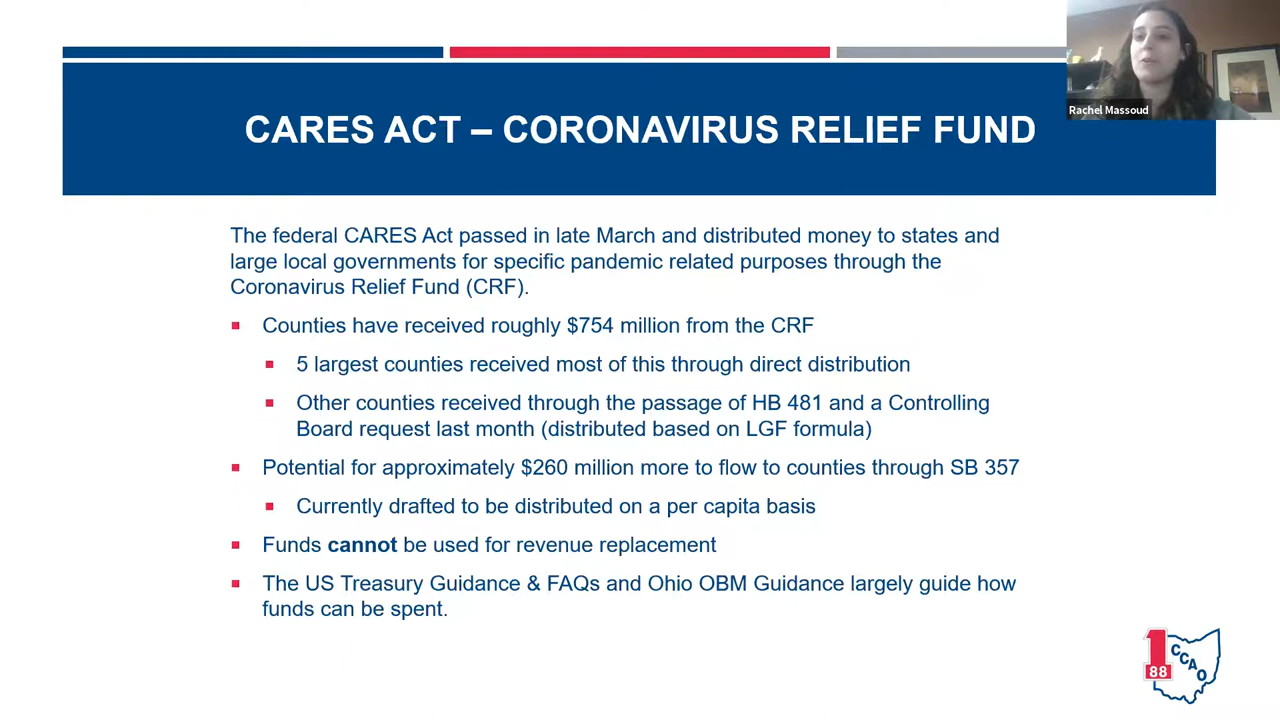 Rachel Massoud
CARES ACT – CORONAVIRUS RELIEF FUND
The federal CARES Act passed in late March and distributed money to states and
large local governments for specific pandemic related purposes through the
Coronavirus Relief Fund (CRF).
Counties have received roughly $754 million from the CRF
5 largest counties received most of this through direct distribution
Other counties received through the passage of HB 481 and a Controlling
Board request last month (distributed based on LGF formula)
Potential for approximately $260 million more to flow to counties through SB 357
Currently drafted to be distributed on a per capita basis
Funds cannot be used for revenue replacement
The US Treasury Guidance & FAQs and Ohio OBM Guidance largely guide how
funds can be spent.
1
88
CCAO